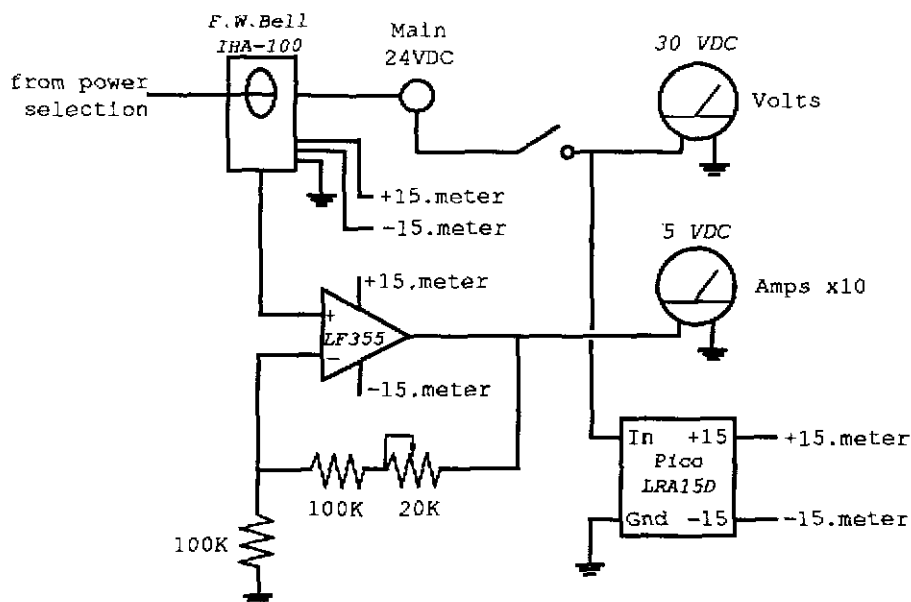 F.W.Bell
IHA-100
Main
24VDC
30 VDC
from power
selection
Volts
+15.meter
-15.meter
5 VDC
+15.meter
Amps x10
+
LF355
-
-15.meter
In +15
+15.meter
Pico
LRA15D
100K
20K
Gnd -15
-15.meter
100K